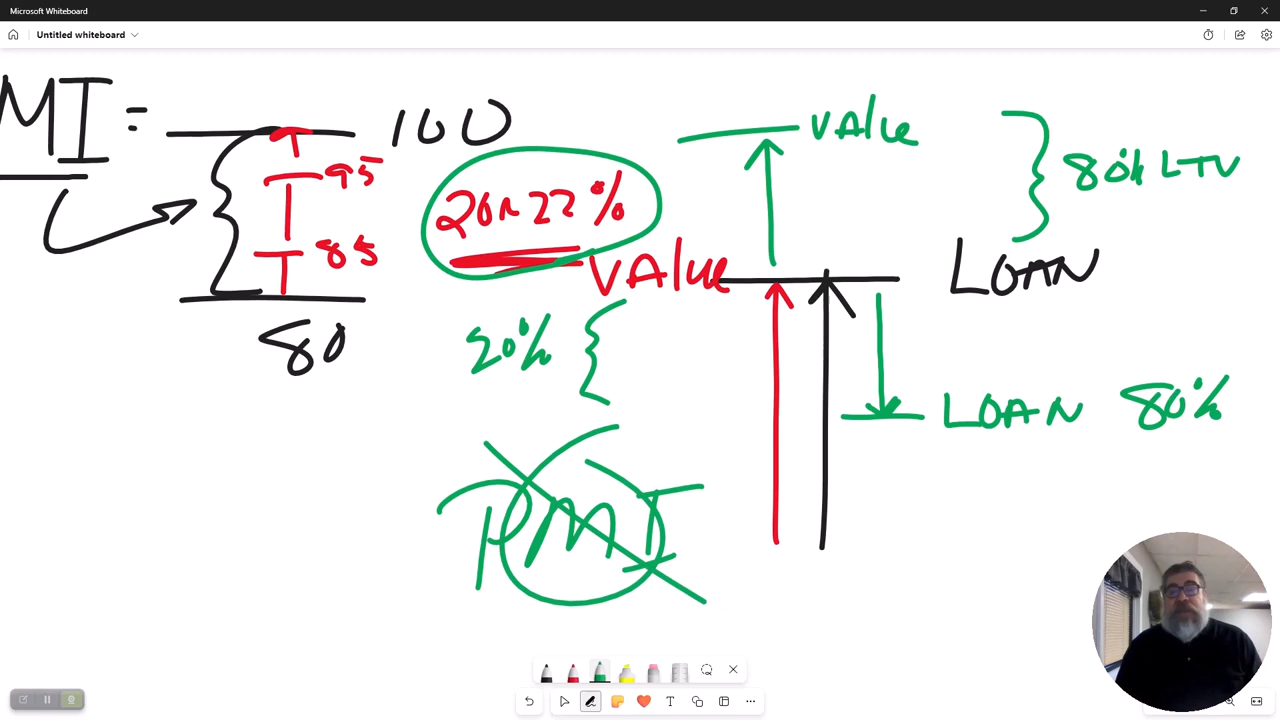 Microsoft Whiteboard
Untitled whiteboard
MI =
100
95
85
80
20~22%
VALUE
VALUE
80% LTV
LOAN
20%
LOAN 80%
PMI